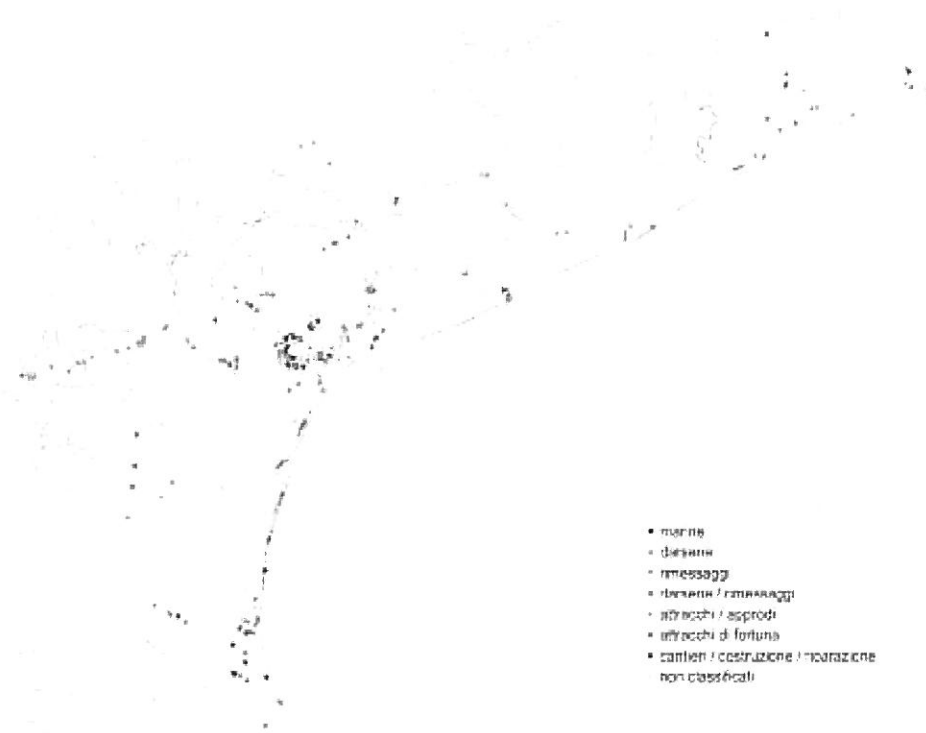 marine
darsene
rimessaggi
darsene / rimessaggi
attracchi / approdi
attracchi di fortuna
cantieri / costruzione / riparazione
non classificati